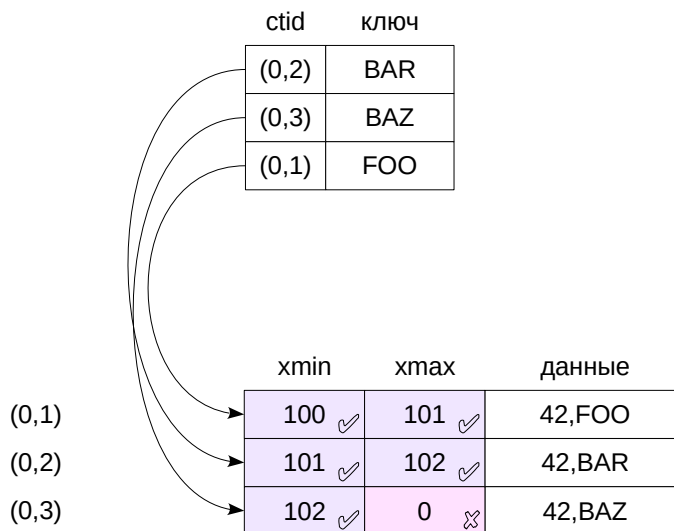 ctid ключ
(0,2) BAR
(0,3) BAZ
(0,1) FOO
xmin xmax данные
(0,1) 100 101 42,FOO
(0,2) 101 102 42,BAR
(0,3) 102 0 42,BAZ